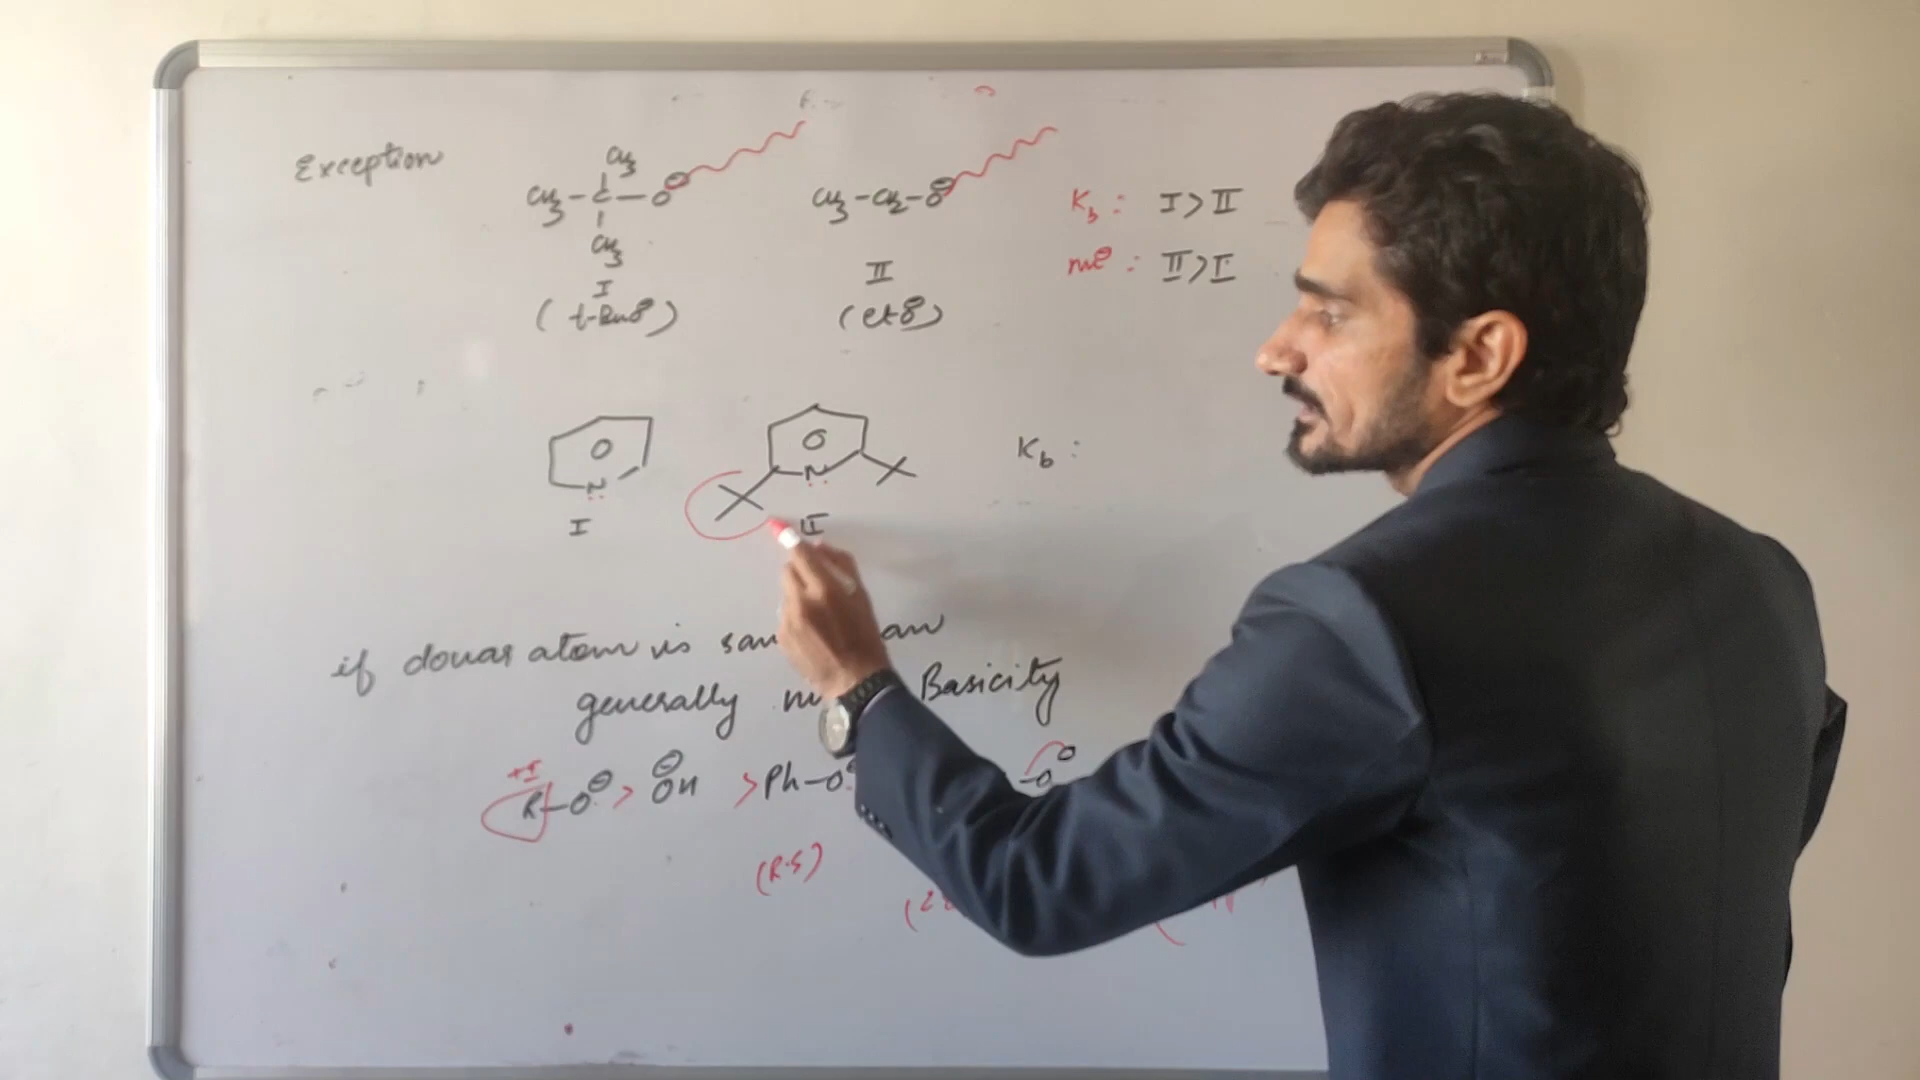 Exception
CH3
CH3 - C - O⊖
CH3
I
(t-BuO⊖)
CH3-CH2-O⊖
II
(etO⊖)
Kb : I > II
nu⊖ : II > I
N
I
N
II
Kb :
if donar atom is
generally Basicity
+I
R-O⊖ > ⊖OH > Ph-O
-O
(R.S)